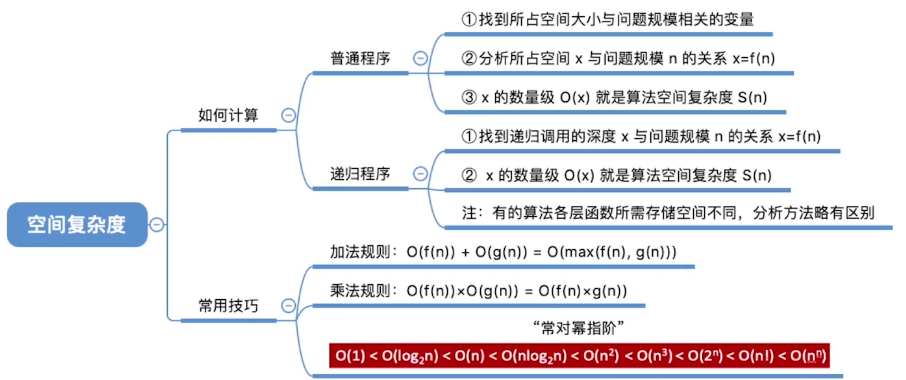 ①找到所占空间大小与问题规模相关的变量
普通程序
②分析所占空间 x 与问题规模 n 的关系 x=f(n)
③ x 的数量级 O(x) 就是算法空间复杂度 S(n)
如何计算
①找到递归调用的深度 x 与问题规模 n 的关系 x=f(n)
递归程序
② x 的数量级 O(x) 就是算法空间复杂度 S(n)
注：有的算法各层函数所需存储空间不同，分析方法略有区别
空间复杂度
加法规则：O(f(n)) + O(g(n)) = O(max(f(n), g(n)))
乘法规则：O(f(n))×O(g(n)) = O(f(n)×g(n))
常用技巧
“常对幂指阶”
O(1) < O(log₂n) < O(n) < O(nlog₂n) < O(n²) < O(n³) < O(2ⁿ) < O(n!) < O(nⁿ)